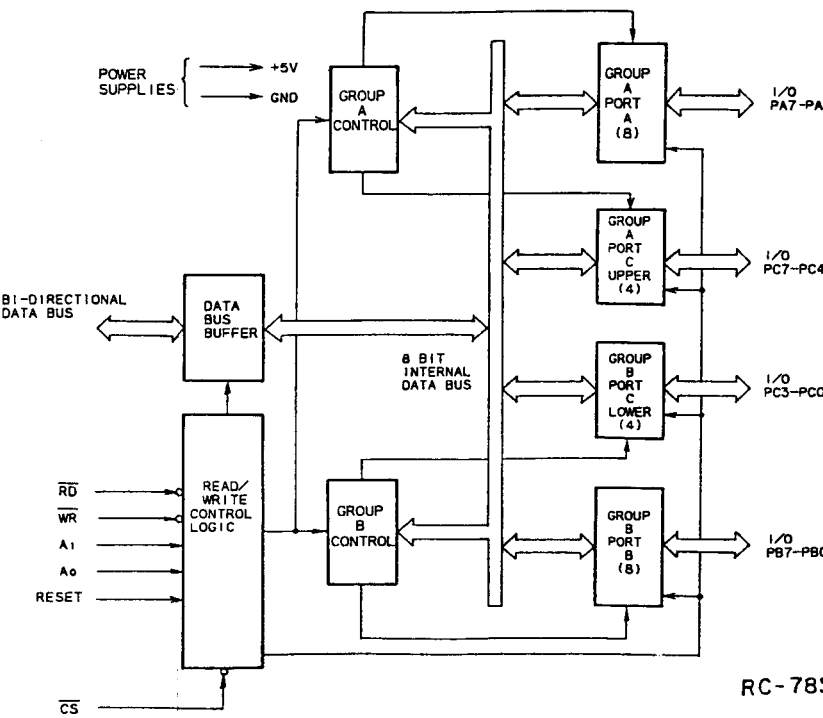 POWER
SUPPLIES
+5V
GND
GROUP
A
CONTROL
GROUP
A
PORT
A
(8)
I/O
PA7-PA
GROUP
A
PORT
C
UPPER
(4)
I/O
PC7-PC4
BI-DIRECTIONAL
DATA BUS
DATA
BUS
BUFFER
8 BIT
INTERNAL
DATA BUS
GROUP
B
PORT
C
LOWER
(4)
I/O
PC3-PC0
RD
WR
A1
A0
RESET
CS
READ/
WRITE
CONTROL
LOGIC
GROUP
B
CONTROL
GROUP
B
PORT
B
(8)
I/O
PB7-PB0
RC-78